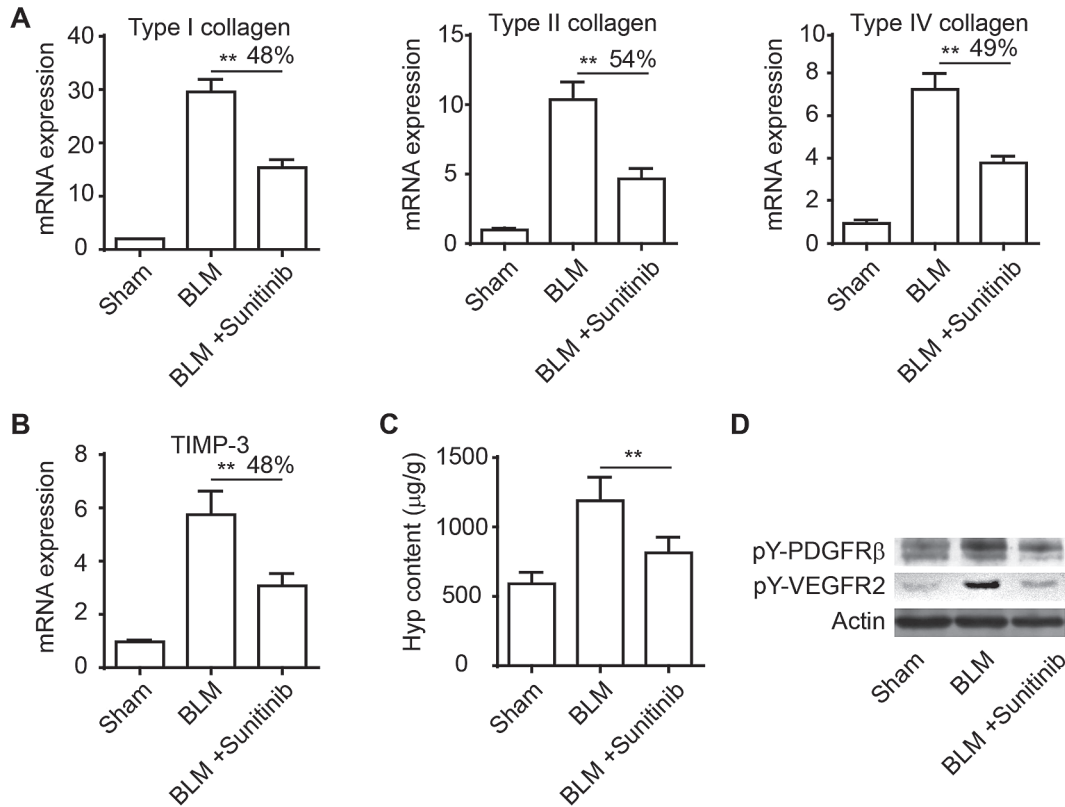 A
Type I collagen
** 48%
mRNA expression
40
30
20
10
0
Sham
BLM
BLM +Sunitinib
Type II collagen
** 54%
mRNA expression
15
10
5
0
Sham
BLM
BLM +Sunitinib
Type IV collagen
** 49%
mRNA expression
10
8
6
4
2
0
Sham
BLM
BLM +Sunitinib
B
TIMP-3
** 48%
mRNA expression
8
6
4
2
0
Sham
BLM
BLM +Sunitinib
C
**
Hyp content (µg/g)
1500
1000
500
0
Sham
BLM
BLM +Sunitinib
D
pY-PDGFRβ
pY-VEGFR2
Actin
Sham
BLM
BLM +Sunitinib